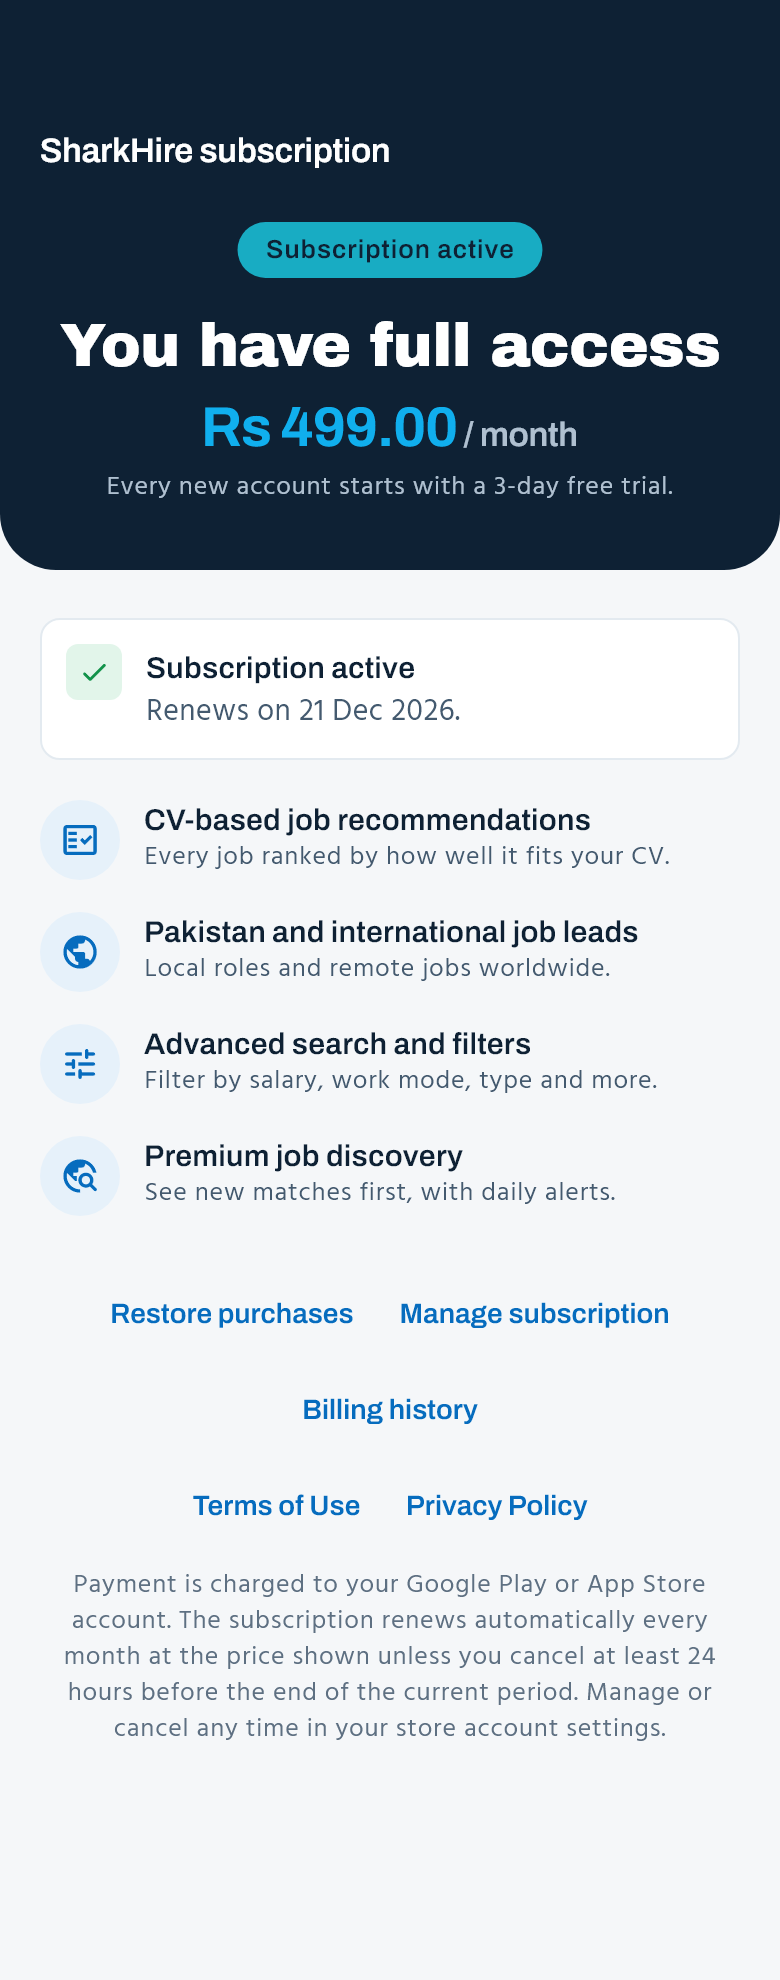 SharkHire subscription
Subscription active
You have full access
Rs 499.00 / month
Every new account starts with a 3-day free trial.
Subscription active
Renews on 21 Dec 2026.
CV-based job recommendations
Every job ranked by how well it fits your CV.
Pakistan and international job leads
Local roles and remote jobs worldwide.
Advanced search and filters
Filter by salary, work mode, type and more.
Premium job discovery
See new matches first, with daily alerts.
Restore purchases Manage subscription
Billing history
Terms of Use Privacy Policy
Payment is charged to your Google Play or App Store
account. The subscription renews automatically every
month at the price shown unless you cancel at least 24
hours before the end of the current period. Manage or
cancel any time in your store account settings.